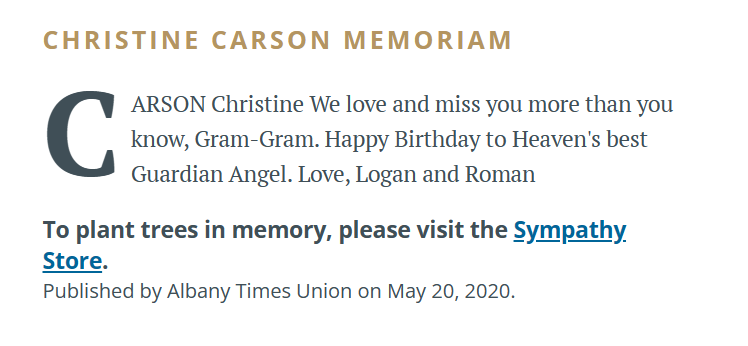 CHRISTINE CARSON MEMORIAM
CARSON Christine We love and miss you more than you
know, Gram-Gram. Happy Birthday to Heaven's best
Guardian Angel. Love, Logan and Roman
To plant trees in memory, please visit the Sympathy
Store.
Published by Albany Times Union on May 20, 2020.